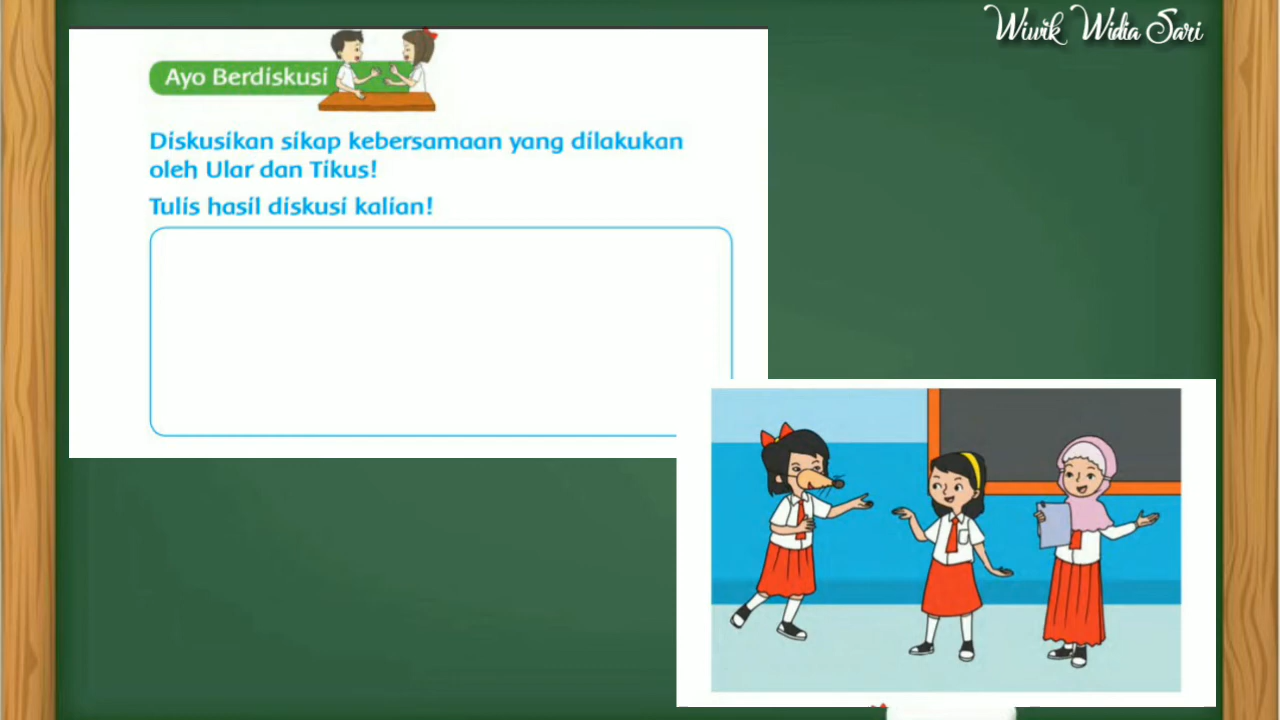 Wiwik Widia Sari
Ayo Berdiskusi
Diskusikan sikap kebersamaan yang dilakukan
oleh Ular dan Tikus!
Tulis hasil diskusi kalian!